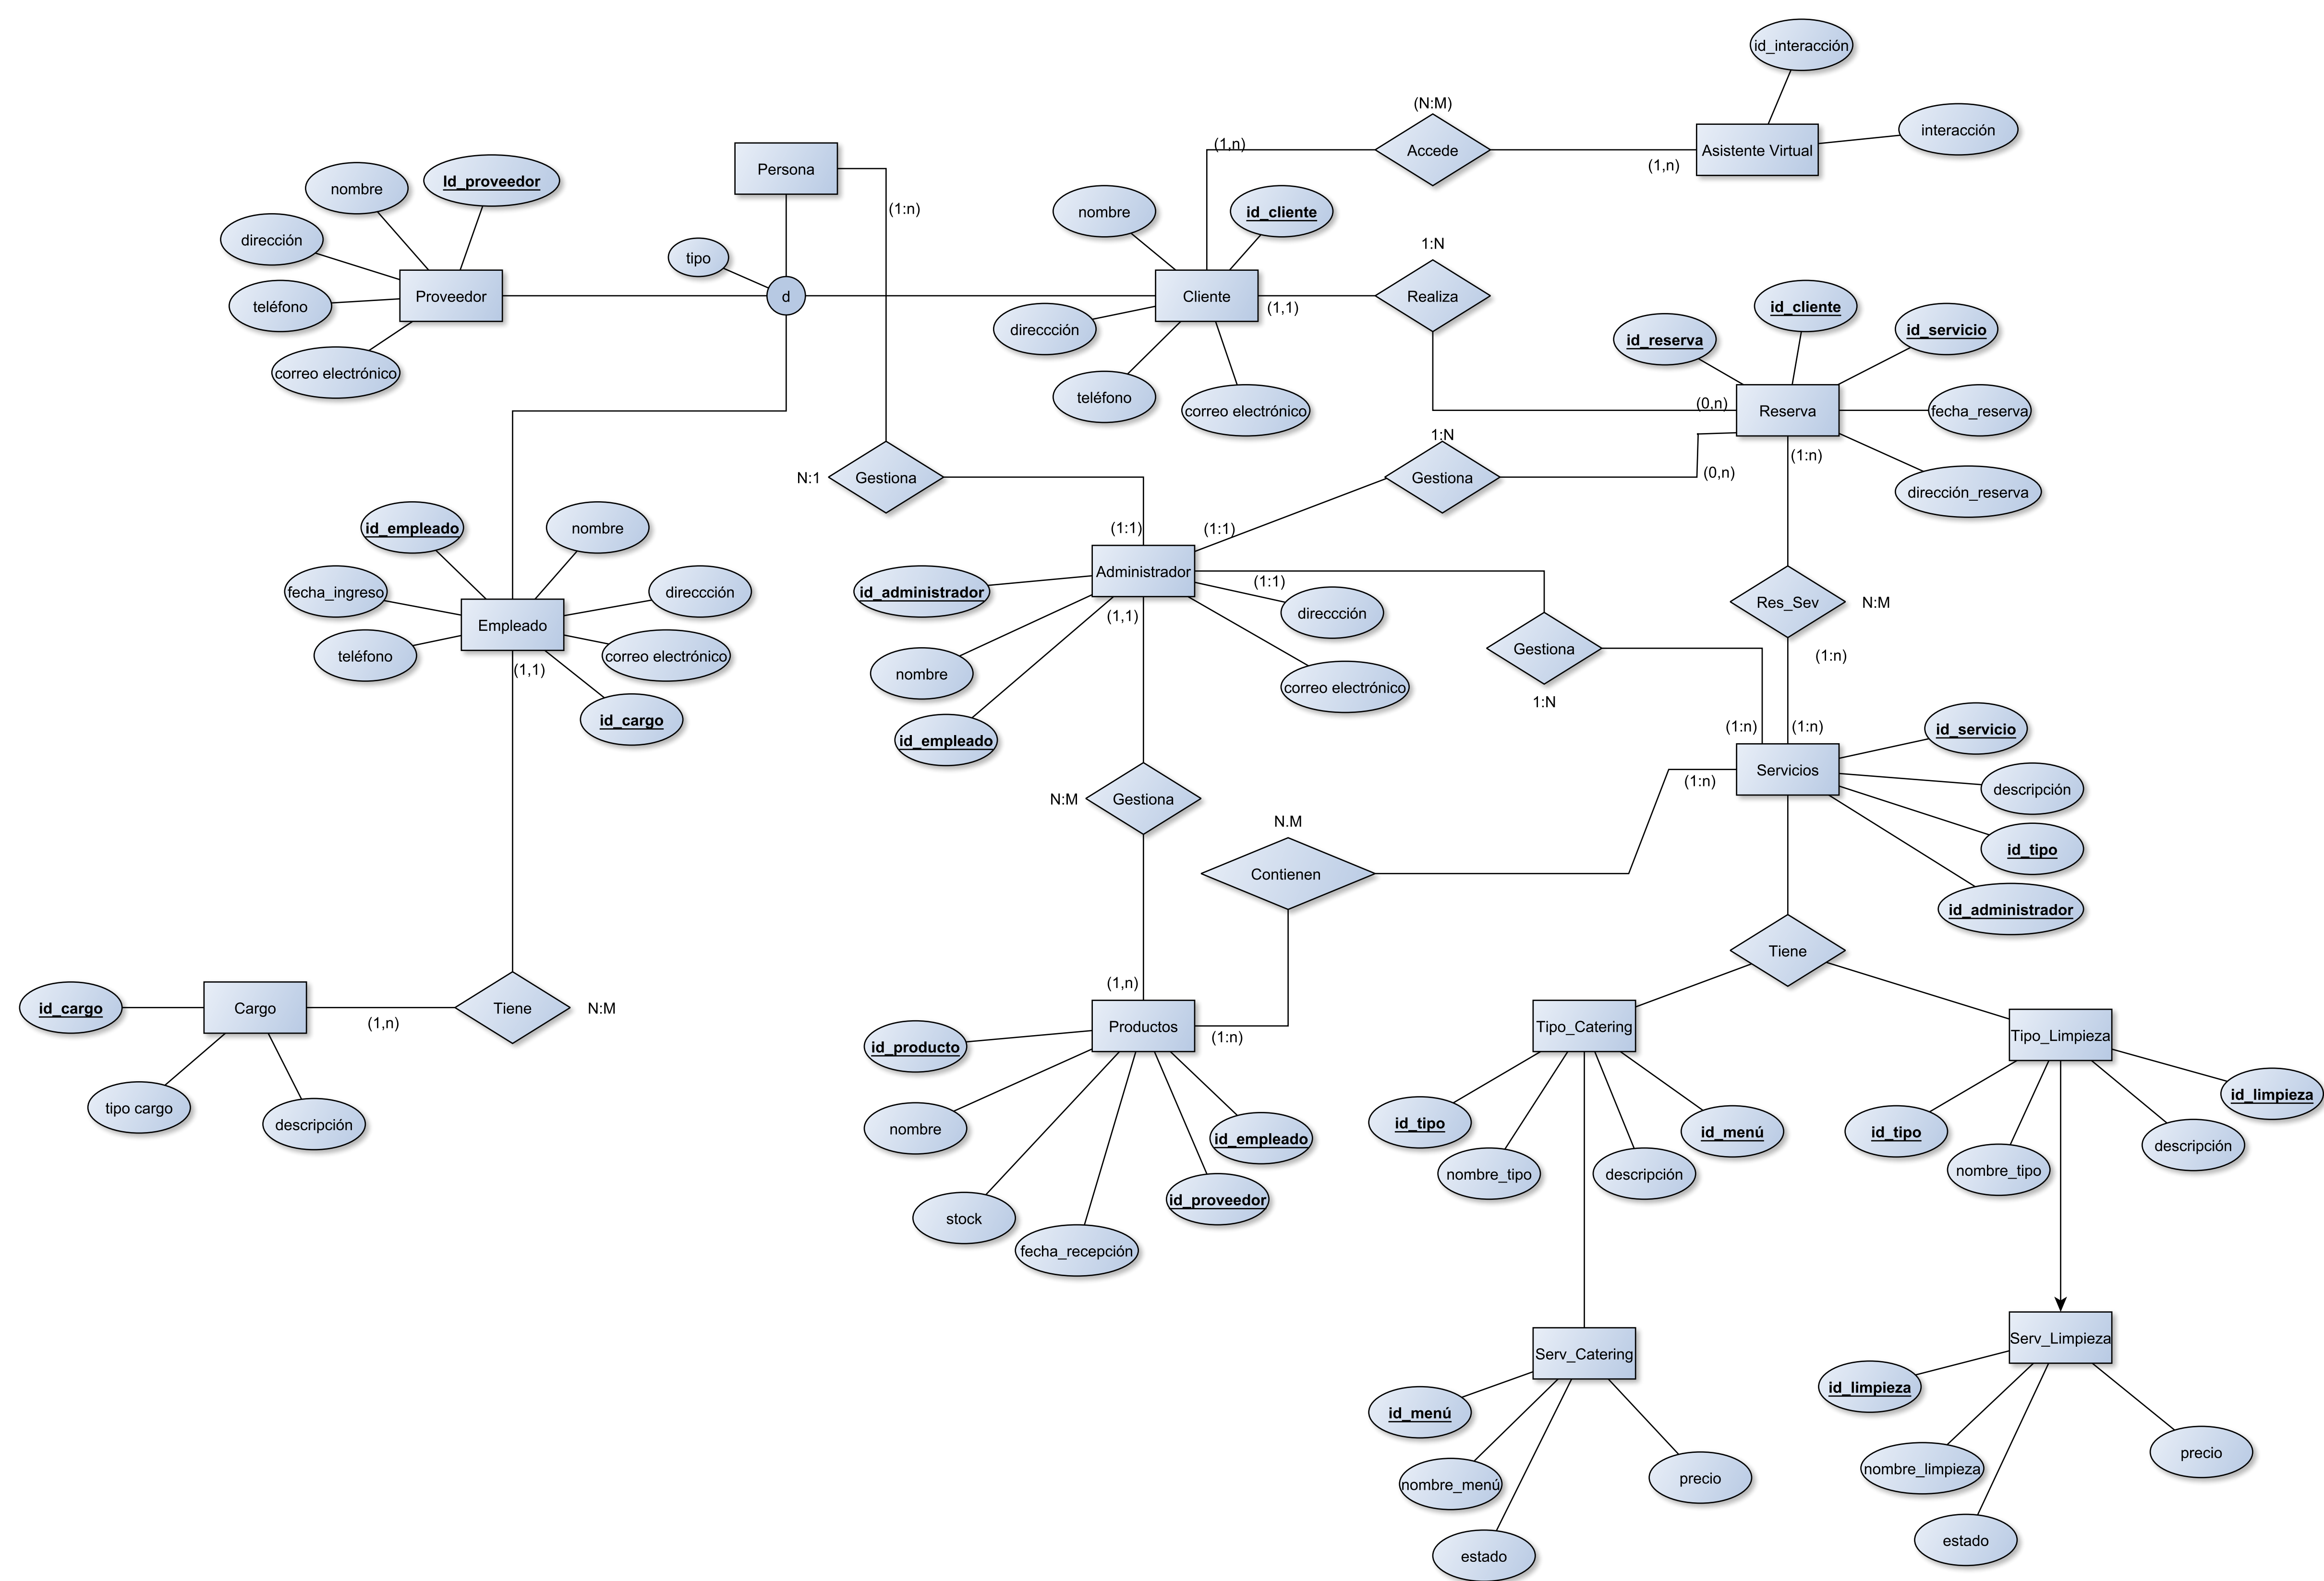 id_interacción
(N:M)
interacción
Accede
(1,n)
Asistente Virtual
(1,n)
Persona
nombre
Id_proveedor
(1:n)
nombre
id_cliente
dirección
tipo
1:N
Proveedor
d
Cliente
Realiza
teléfono
(1,1)
direccción
id_reserva
id_cliente
id_servicio
correo electrónico
teléfono
correo electrónico
(0,n)
Reserva
fecha_reserva
1:N
(1:n)
N:1
Gestiona
Gestiona
(0,n)
dirección_reserva
id_empleado
nombre
(1:1)
(1:1)
fecha_ingreso
direccción
Administrador
id_administrador
(1:1)
direccción
(1,1)
Res_Sev
N:M
Empleado
teléfono
correo electrónico
Gestiona
(1:n)
(1,1)
nombre
correo electrónico
id_cargo
1:N
id_empleado
(1:n)
(1:n)
id_servicio
Servicios
(1:n)
descripción
N:M
Gestiona
N.M
id_tipo
Contienen
id_administrador
Tiene
(1,n)
id_cargo
Cargo
(1,n)
Tiene
N:M
Productos
(1:n)
Tipo_Catering
Tipo_Limpieza
id_producto
tipo cargo
descripción
nombre
id_empleado
id_tipo
id_menú
id_tipo
id_limpieza
nombre_tipo
descripción
nombre_tipo
descripción
id_proveedor
stock
fecha_recepción
Serv_Catering
Serv_Limpieza
id_menú
id_limpieza
nombre_menú
precio
nombre_limpieza
precio
estado
estado